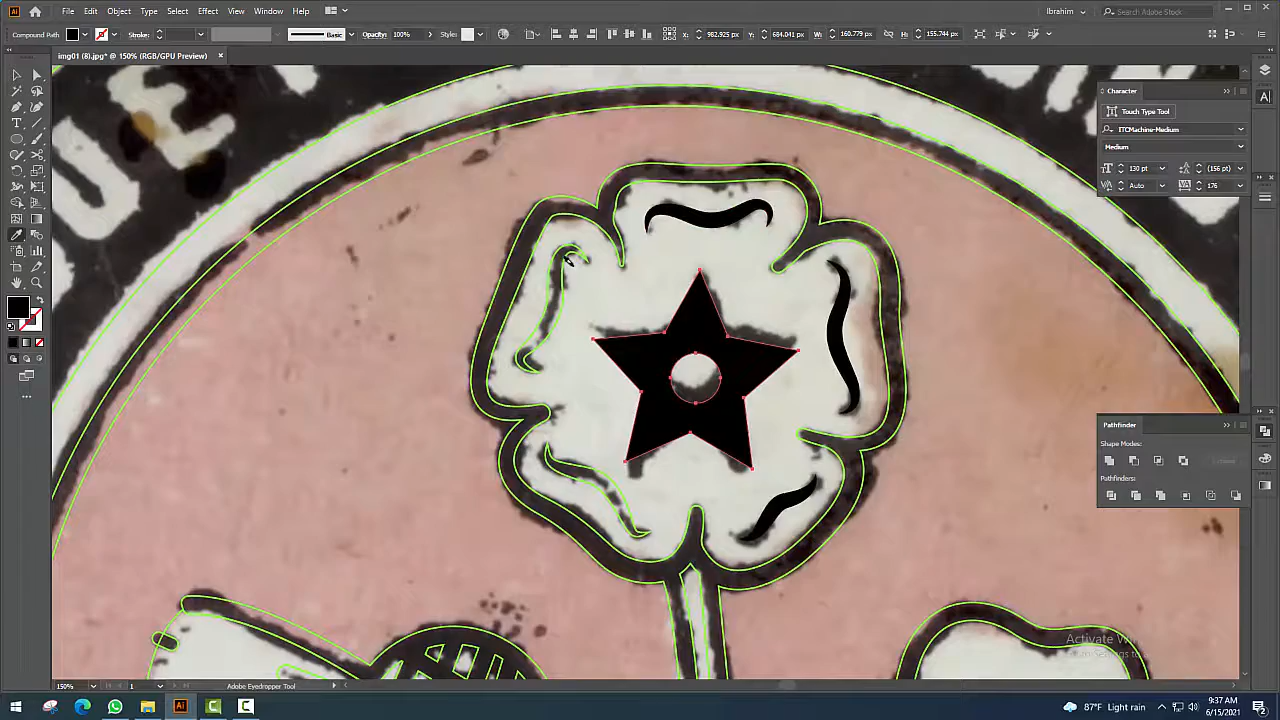 File Edit Object Type Select Effect View Window Help
Ibrahim
Search Adobe Stock
Compound Path
Stroke:
Basic
Opacity: 100%
Style:
X: 982.925 px Y: 684.041 px W: 160.779 px H: 155.744 px
img01 (8).jpg* @ 150% (RGB/GPU Preview)
UE
Character
Touch Type Tool
ITCMachine-Medium
Medium
130 pt (156 pt)
Auto 176
Pathfinder
Shape Modes:
Pathfinders:
150% 1 Adobe Eyedropper Tool
87°F Light rain
9:37 AM
6/15/2021